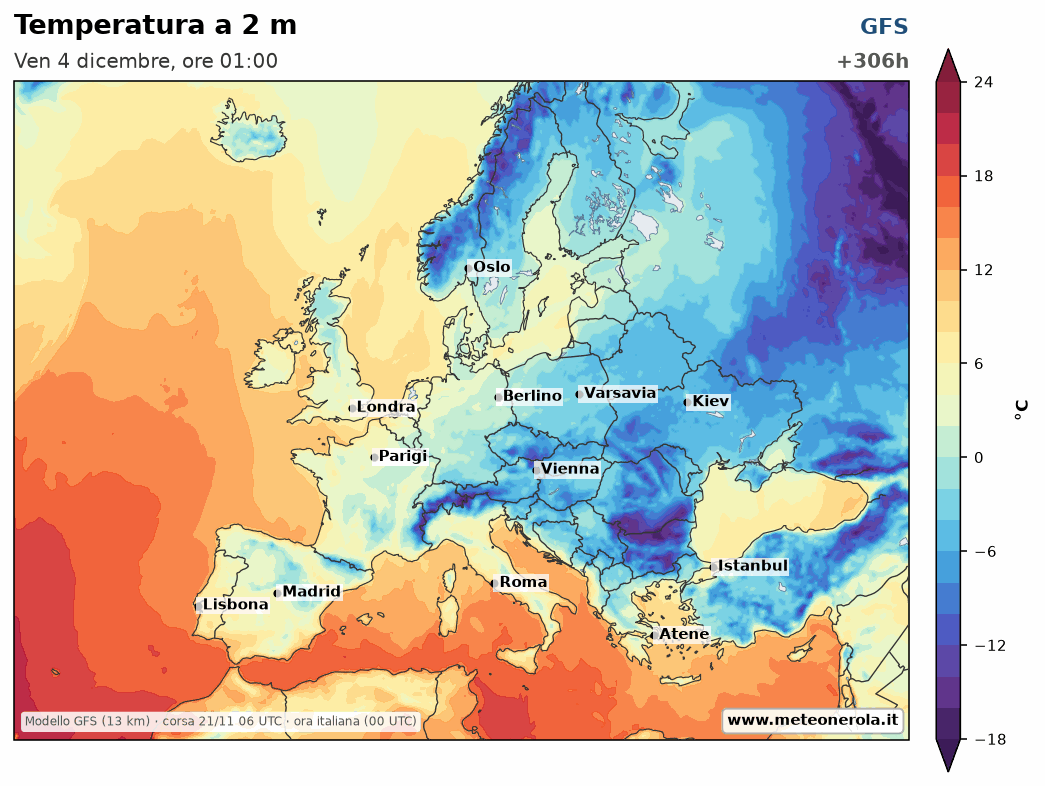 Temperatura a 2 m
GFS
Ven 4 dicembre, ore 01:00
+306h
24
18
12
6
0
−6
−12
−18
°C
Oslo
Londra
Berlino
Varsavia
Kiev
Parigi
Vienna
Istanbul
Roma
Madrid
Lisbona
Atene
Modello GFS (13 km) · corsa 21/11 06 UTC · ora italiana (00 UTC)
www.meteonerola.it